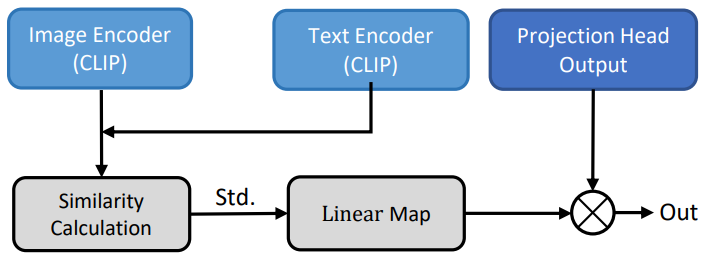 Image Encoder
(CLIP)
Text Encoder
(CLIP)
Projection Head
Output
Similarity
Calculation
Std.
Linear Map
Out